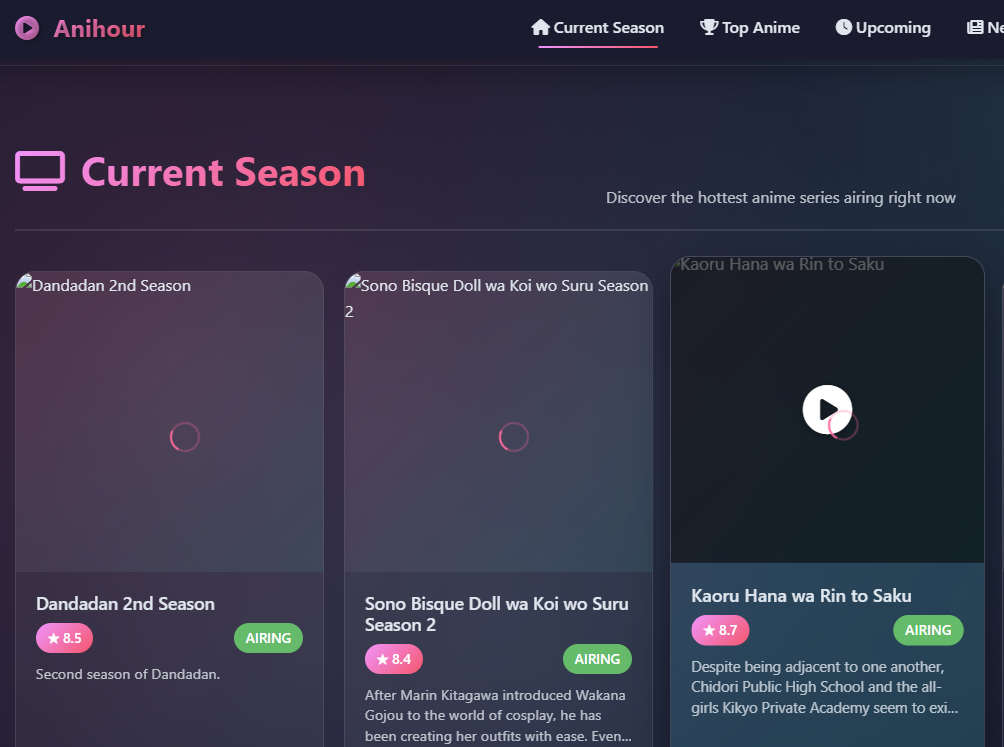 Anihour
Current Season
Top Anime
Upcoming
Ne
Current Season
Discover the hottest anime series airing right now
Dandadan 2nd Season
Sono Bisque Doll wa Koi wo Suru Season
2
Kaoru Hana wa Rin to Saku
Dandadan 2nd Season
★ 8.5
AIRING
Second season of Dandadan.
Sono Bisque Doll wa Koi wo Suru
Season 2
★ 8.4
AIRING
After Marin Kitagawa introduced Wakana
Gojou to the world of cosplay, he has
been creating her outfits with ease. Even...
Kaoru Hana wa Rin to Saku
★ 8.7
AIRING
Despite being adjacent to one another,
Chidori Public High School and the all-
girls Kikyo Private Academy seem to exi...